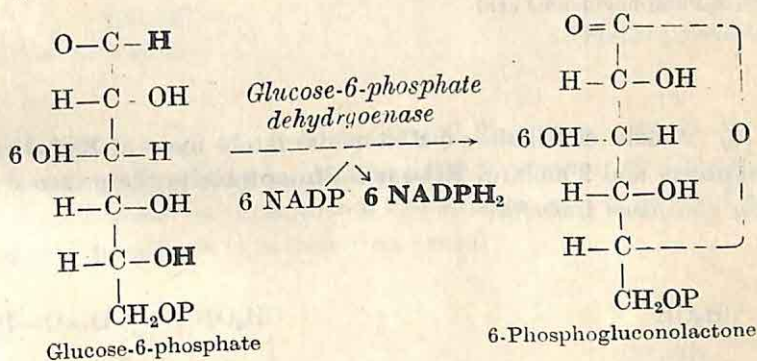 O—C—H
H—C - OH
6 OH—C—H
H—C—OH
H—C—OH
CH₂OP
Glucose-6-phosphate
Glucose-6-phosphate
dehydrgoenase
6 NADP 6 NADPH₂
O=C
H—C—OH
6 OH—C—H O
H—C—OH
H—C
CH₂OP
6-Phosphogluconolactone